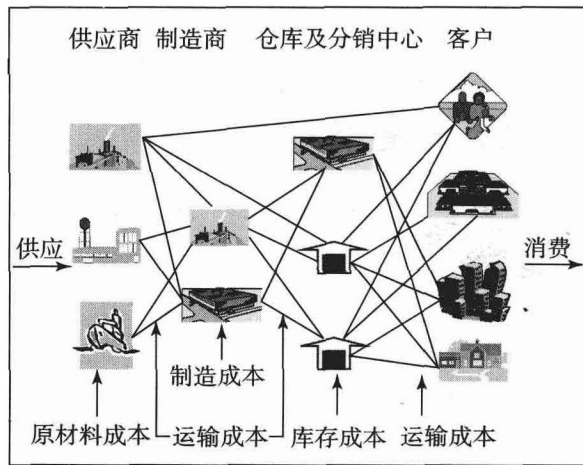 供应商 制造商 仓库及分销中心 客户
供应
消费
制造成本
原材料成本 运输成本 库存成本 运输成本